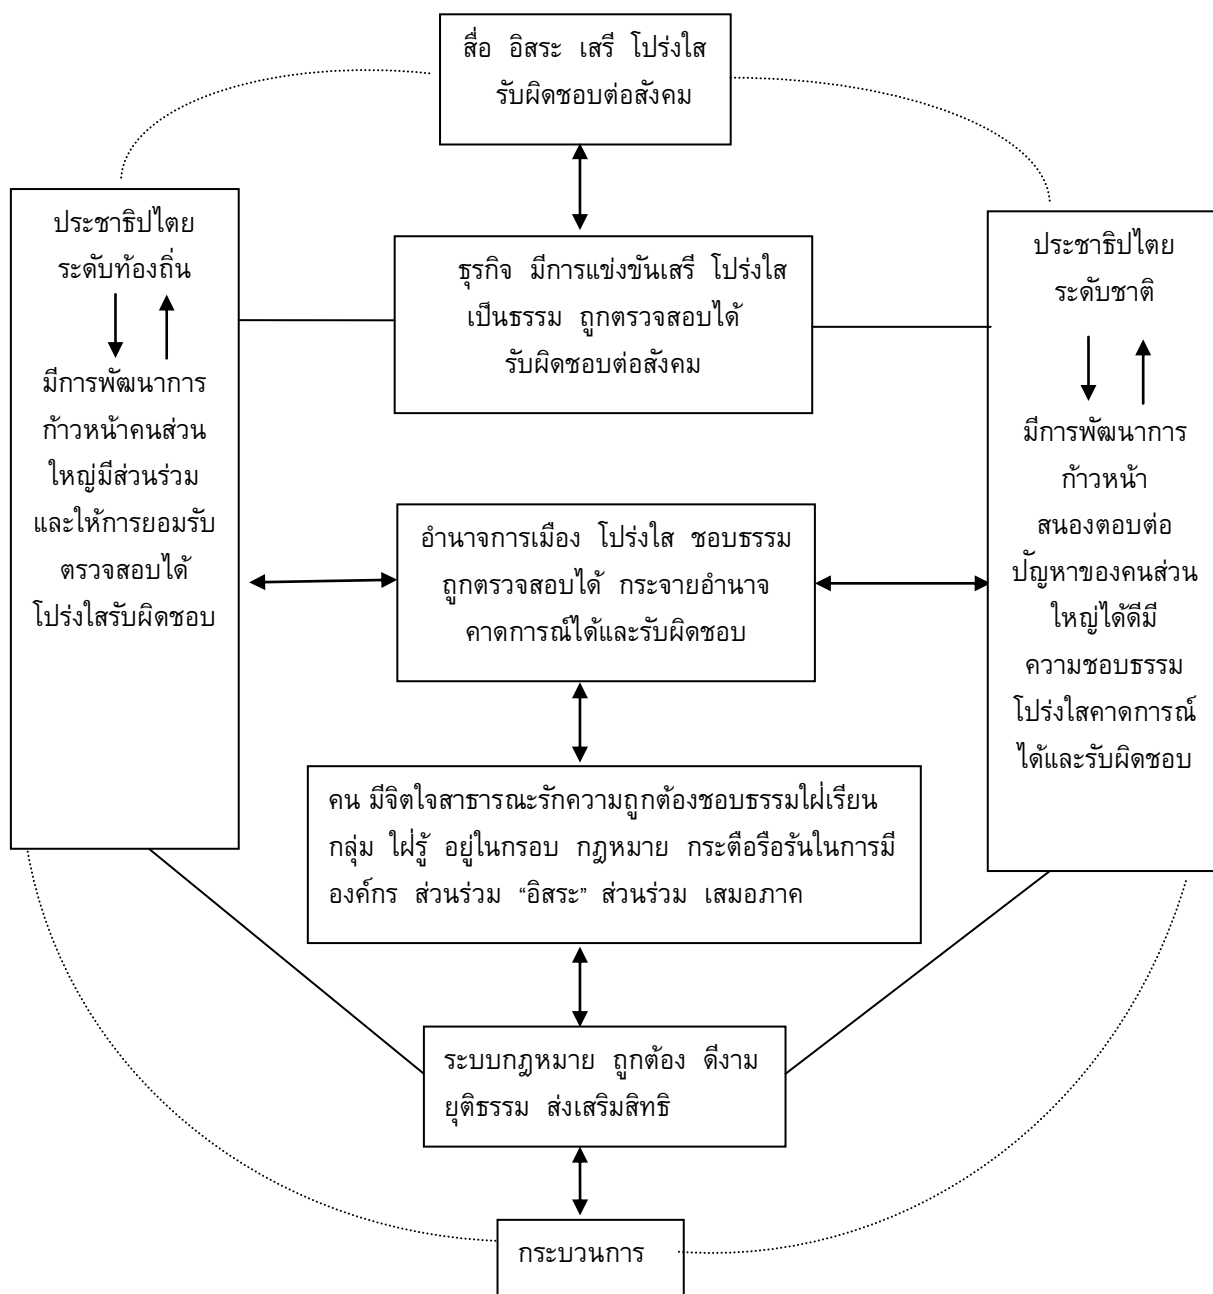 สื่อ อิสระ เสรี โปร่งใส
รับผิดชอบต่อสังคม
ประชาธิปไตย
ระดับท้องถิ่น
มีการพัฒนาการ
ก้าวหน้าคนส่วน
ใหญ่มีส่วนร่วม
และให้การยอมรับ
ตรวจสอบได้
โปร่งใสรับผิดชอบ
ธุรกิจ มีการแข่งขันเสรี โปร่งใส
เป็นธรรม ถูกตรวจสอบได้
รับผิดชอบต่อสังคม
ประชาธิปไตย
ระดับชาติ
มีการพัฒนาการ
ก้าวหน้า
สนองตอบต่อ
ปัญหาของคนส่วน
ใหญ่ได้ดีมี
ความชอบธรรม
โปร่งใสคาดการณ์
ได้และรับผิดชอบ
อำนาจการเมือง โปร่งใส ชอบธรรม
ถูกตรวจสอบได้ กระจายอำนาจ
คาดการณ์ได้และรับผิดชอบ
คน มีจิตใจสาธารณะรักความถูกต้องชอบธรรมใฝ่เรียน
กลุ่ม ใฝ่รู้ อยู่ในกรอบ กฎหมาย กระตือรือรันในการมี
องค์กร ส่วนร่วม “อิสระ” ส่วนร่วม เสมอภาค
ระบบกฎหมาย ถูกต้อง ดีงาม
ยุติธรรม ส่งเสริมสิทธิ
กระบวนการ